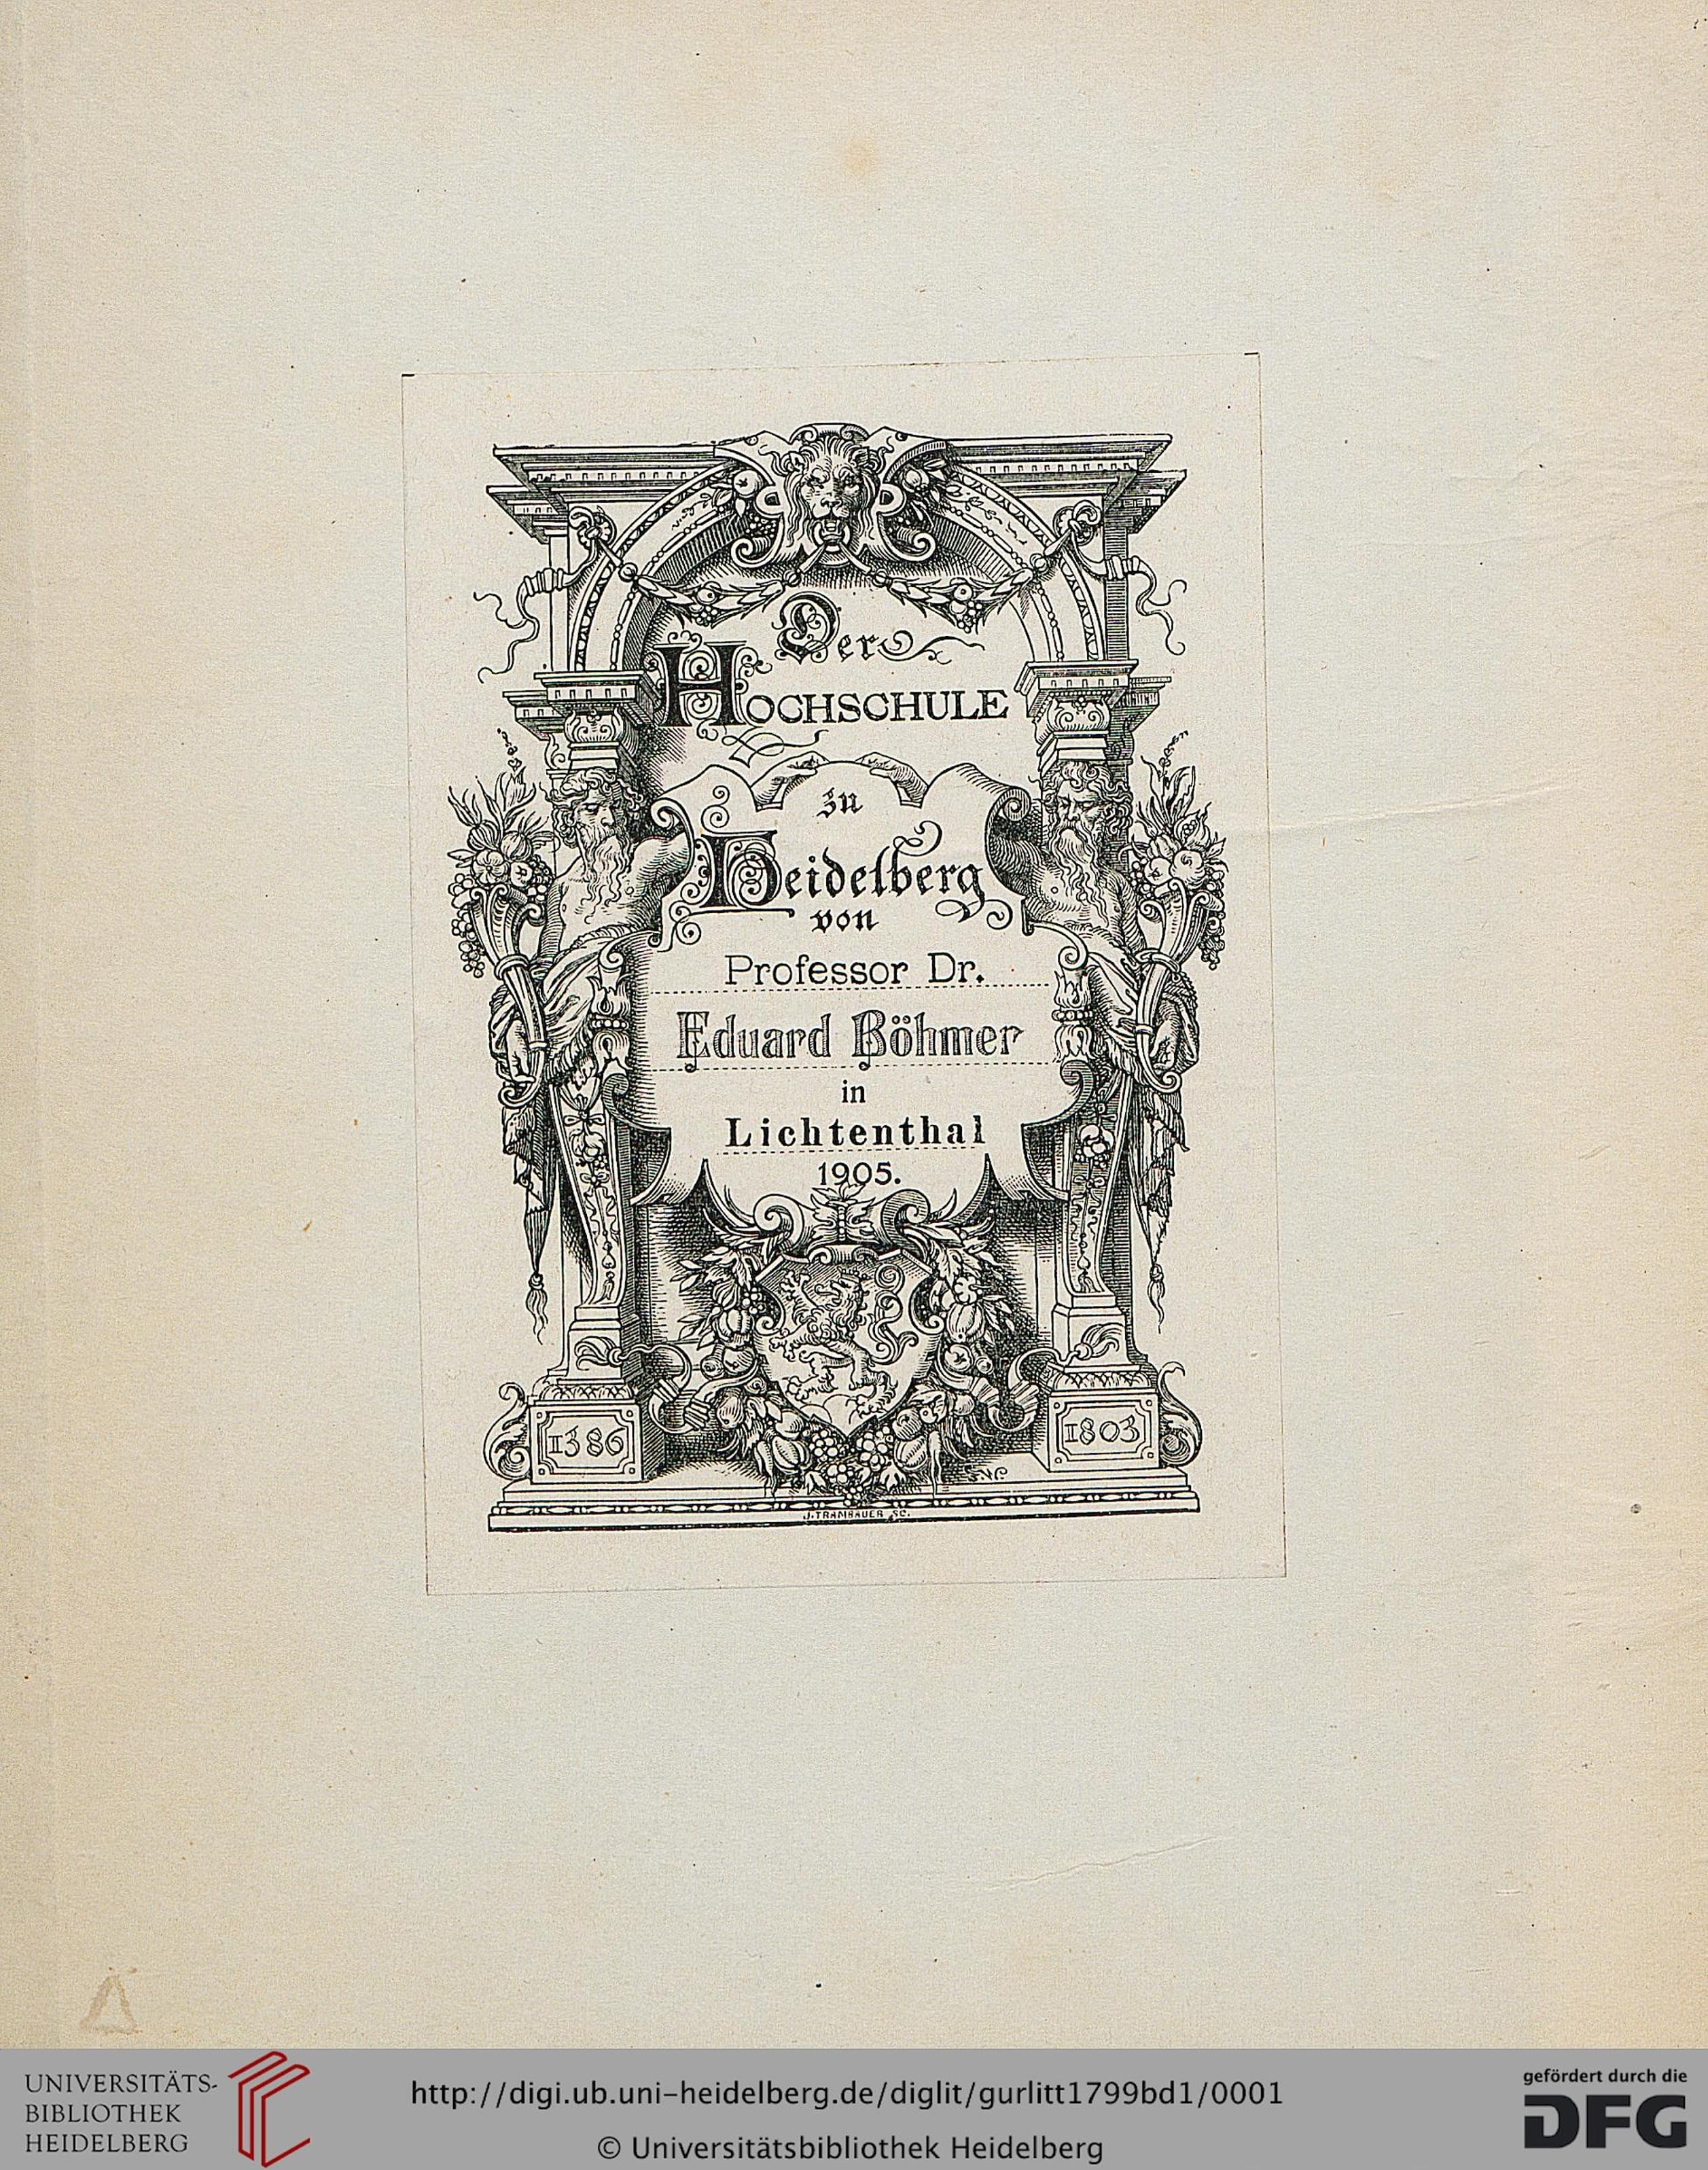 Der
HOCHSCHULE
zu
Heidelberg
von
Professor Dr.
Eduard Böhmer
in
Lichtenthal
1905.
1386
1803
J. TRAMBAUER SC.
UNIVERSITÄTS-
BIBLIOTHEK
HEIDELBERG
http://digi.ub.uni-heidelberg.de/diglit/gurlitt1799bd1/0001
© Universitätsbibliothek Heidelberg
gefördert durch die
DFG